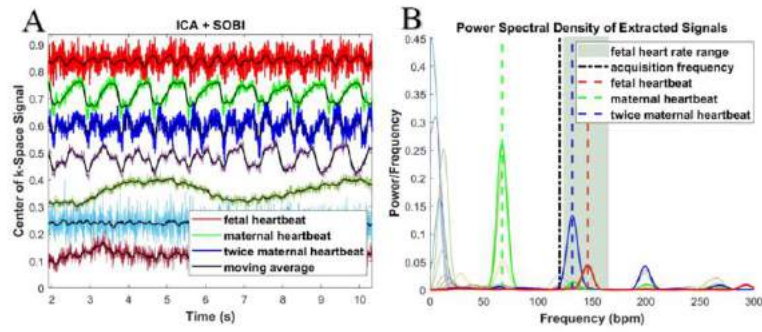 A
ICA + SOBI
Center of k-Space Signal
0.9
0.8
0.7
0.6
0.5
0.4
0.3
0.2
0.1
0
fetal heartbeat
maternal heartbeat
twice maternal heartbeat
moving average
2 3 4 5 6 7 8 9 10
Time (s)
B
Power Spectral Density of Extracted Signals
Power/Frequency
0.45
0.4
0.35
0.3
0.25
0.2
0.15
0.1
0.05
0
fetal heart rate range
acquisition frequency
fetal heartbeat
maternal heartbeat
twice maternal heartbeat
0 50 100 150 200 250 300
Frequency (bpm)